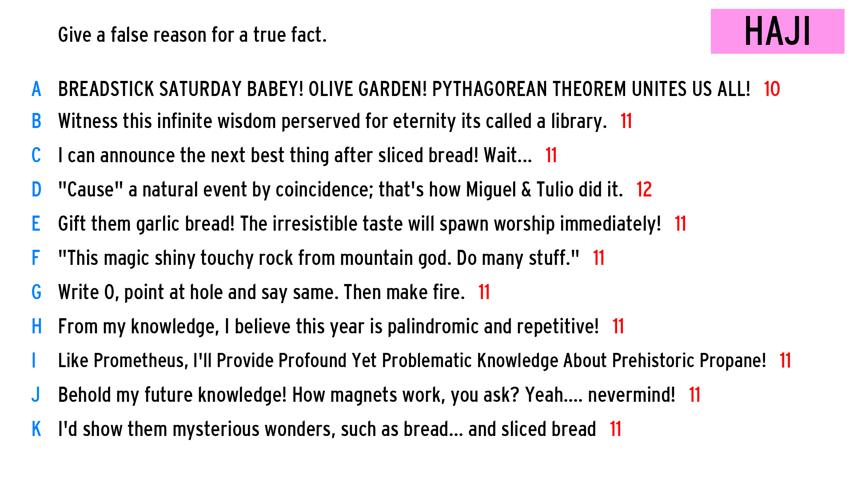 Give a false reason for a true fact.
HAJI
A BREADSTICK SATURDAY BABEY! OLIVE GARDEN! PYTHAGOREAN THEOREM UNITES US ALL! 10
B Witness this infinite wisdom perserved for eternity its called a library. 11
C I can announce the next best thing after sliced bread! Wait... 11
D "Cause" a natural event by coincidence; that's how Miguel & Tulio did it. 12
E Gift them garlic bread! The irresistible taste will spawn worship immediately! 11
F "This magic shiny touchy rock from mountain god. Do many stuff." 11
G Write 0, point at hole and say same. Then make fire. 11
H From my knowledge, I believe this year is palindromic and repetitive! 11
I Like Prometheus, I'll Provide Profound Yet Problematic Knowledge About Prehistoric Propane! 11
J Behold my future knowledge! How magnets work, you ask? Yeah.... nevermind! 11
K I'd show them mysterious wonders, such as bread... and sliced bread 11